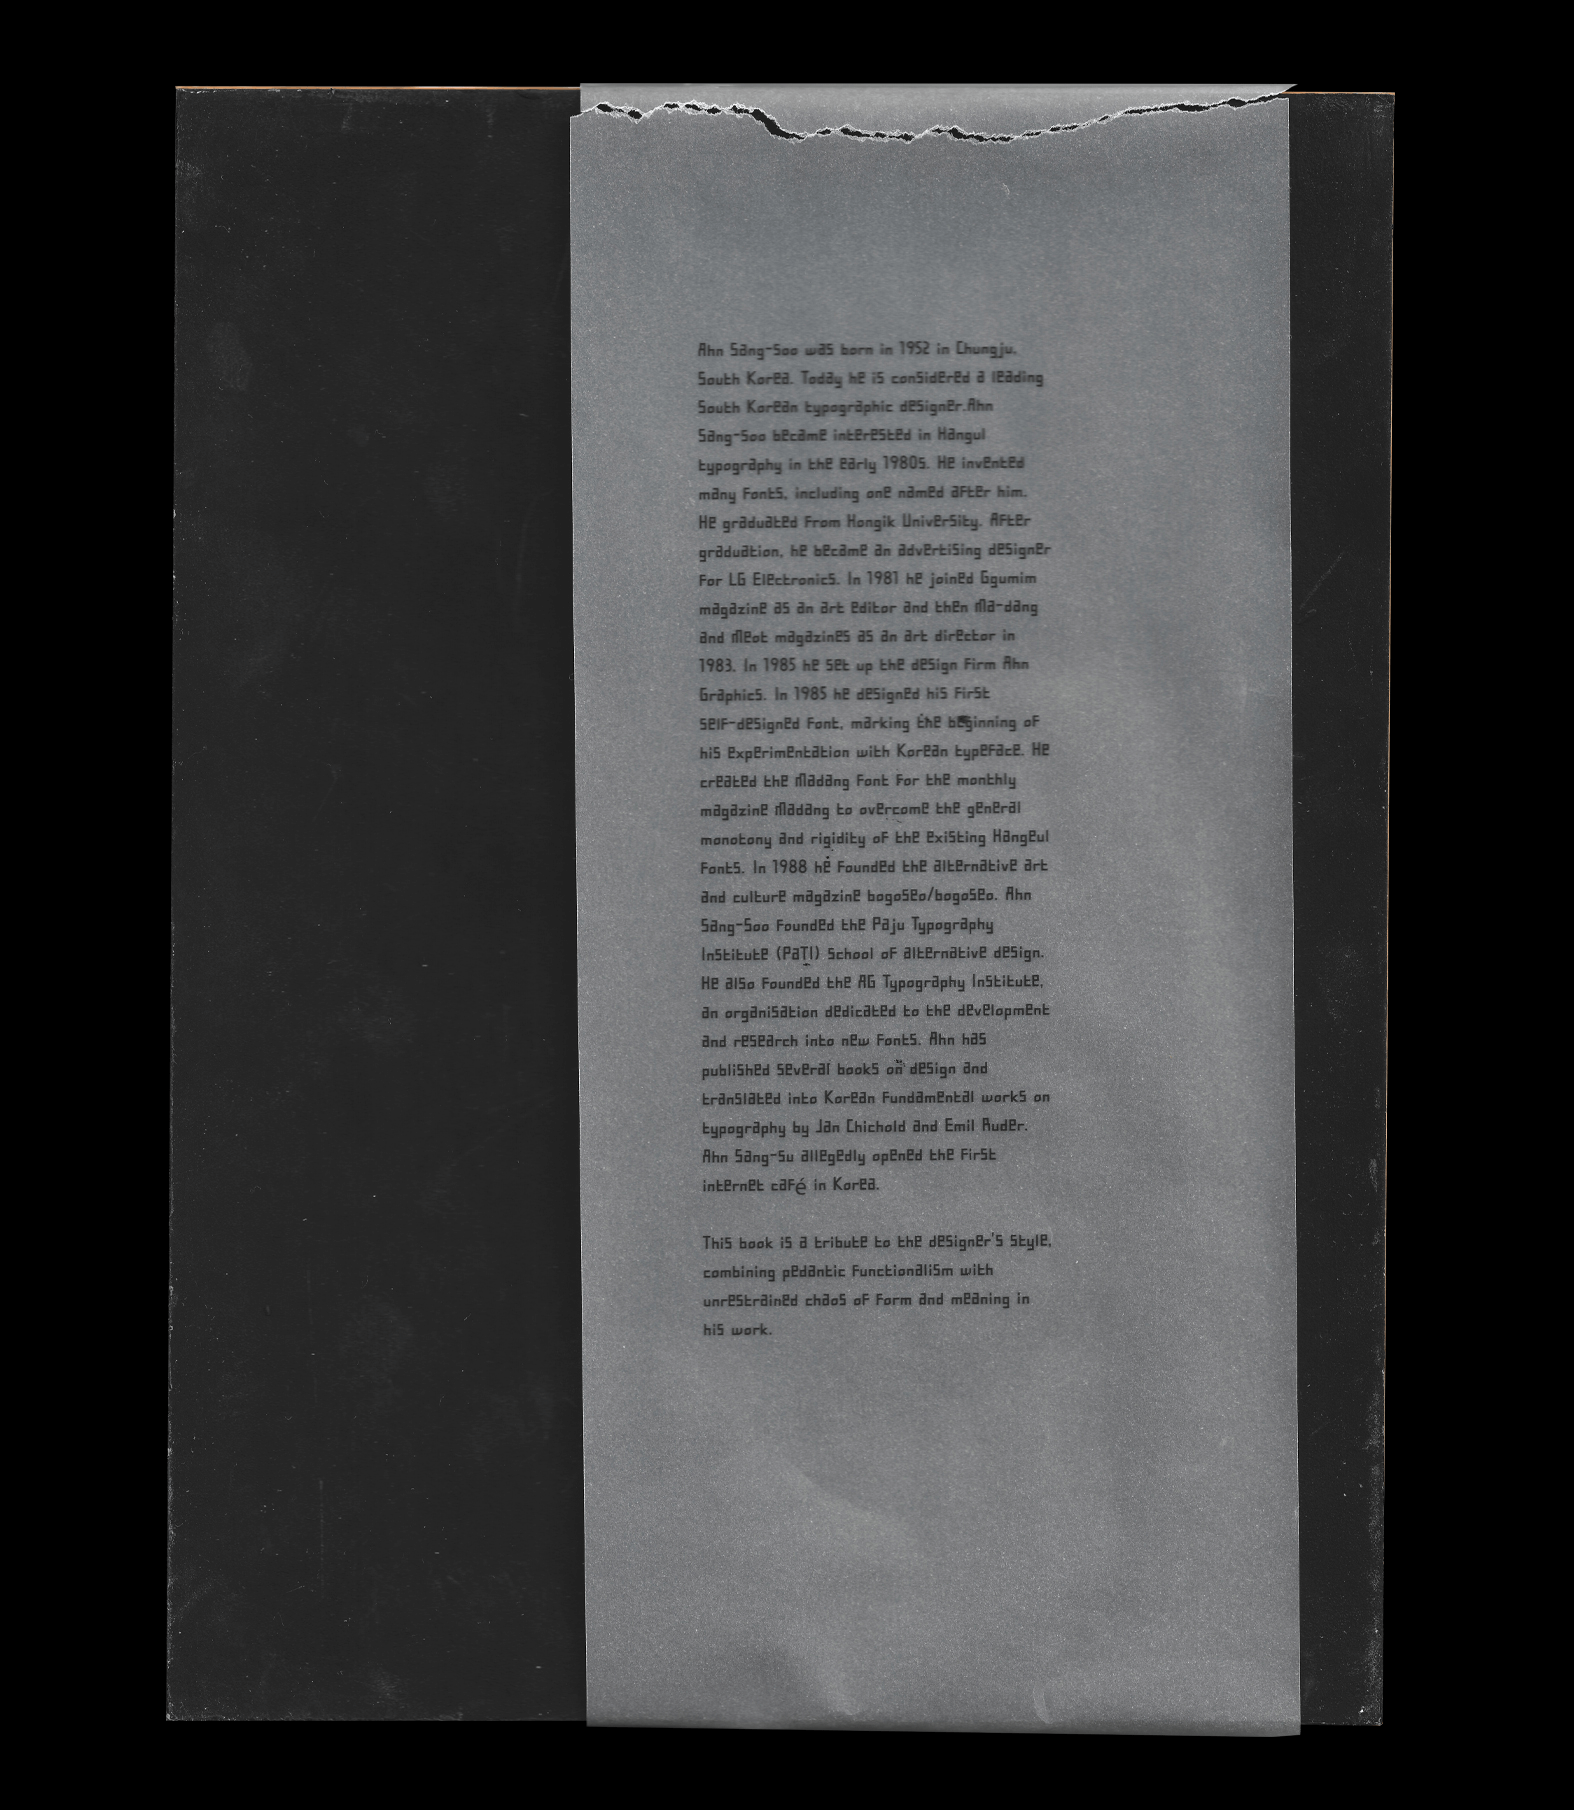 Ahn Sang-Soo was born in 1952 in Chungju,
South Korea. Today he is considered a leading
South Korean typographic designer.Ahn
Sang-Soo became interested in Hangul
typography in the early 1980s. He invented
many fonts, including one named after him.
He graduated from Hongik University. After
graduation, he became an advertising designer
for LG Electronics. In 1981 he joined Ggumim
magazine as an art editor and then Ma-dang
and Meot magazines as an art director in
1983. In 1985 he set up the design firm Ahn
Graphics. In 1985 he designed his first
self-designed font, marking the beginning of
his experimentation with Korean typeface. He
created the Madang font for the monthly
magazine Madang to overcome the general
monotony and rigidity of the existing Hangeul
fonts. In 1988 he founded the alternative art
and culture magazine bogoseo/bogoseo. Ahn
Sang-Soo founded the Paju Typography
Institute (PaTI) School of alternative design.
He also founded the AG Typography Institute,
an organisation dedicated to the development
and research into new fonts. Ahn has
published several books on design and
translated into Korean fundamental works on
typography by Jan Chichold and Emil Ruder.
Ahn Sang-Su allegedly opened the first
internet café in Korea.
This book is a tribute to the designer's style,
combining pedantic functionalism with
unrestrained chaos of form and meaning in
his work.